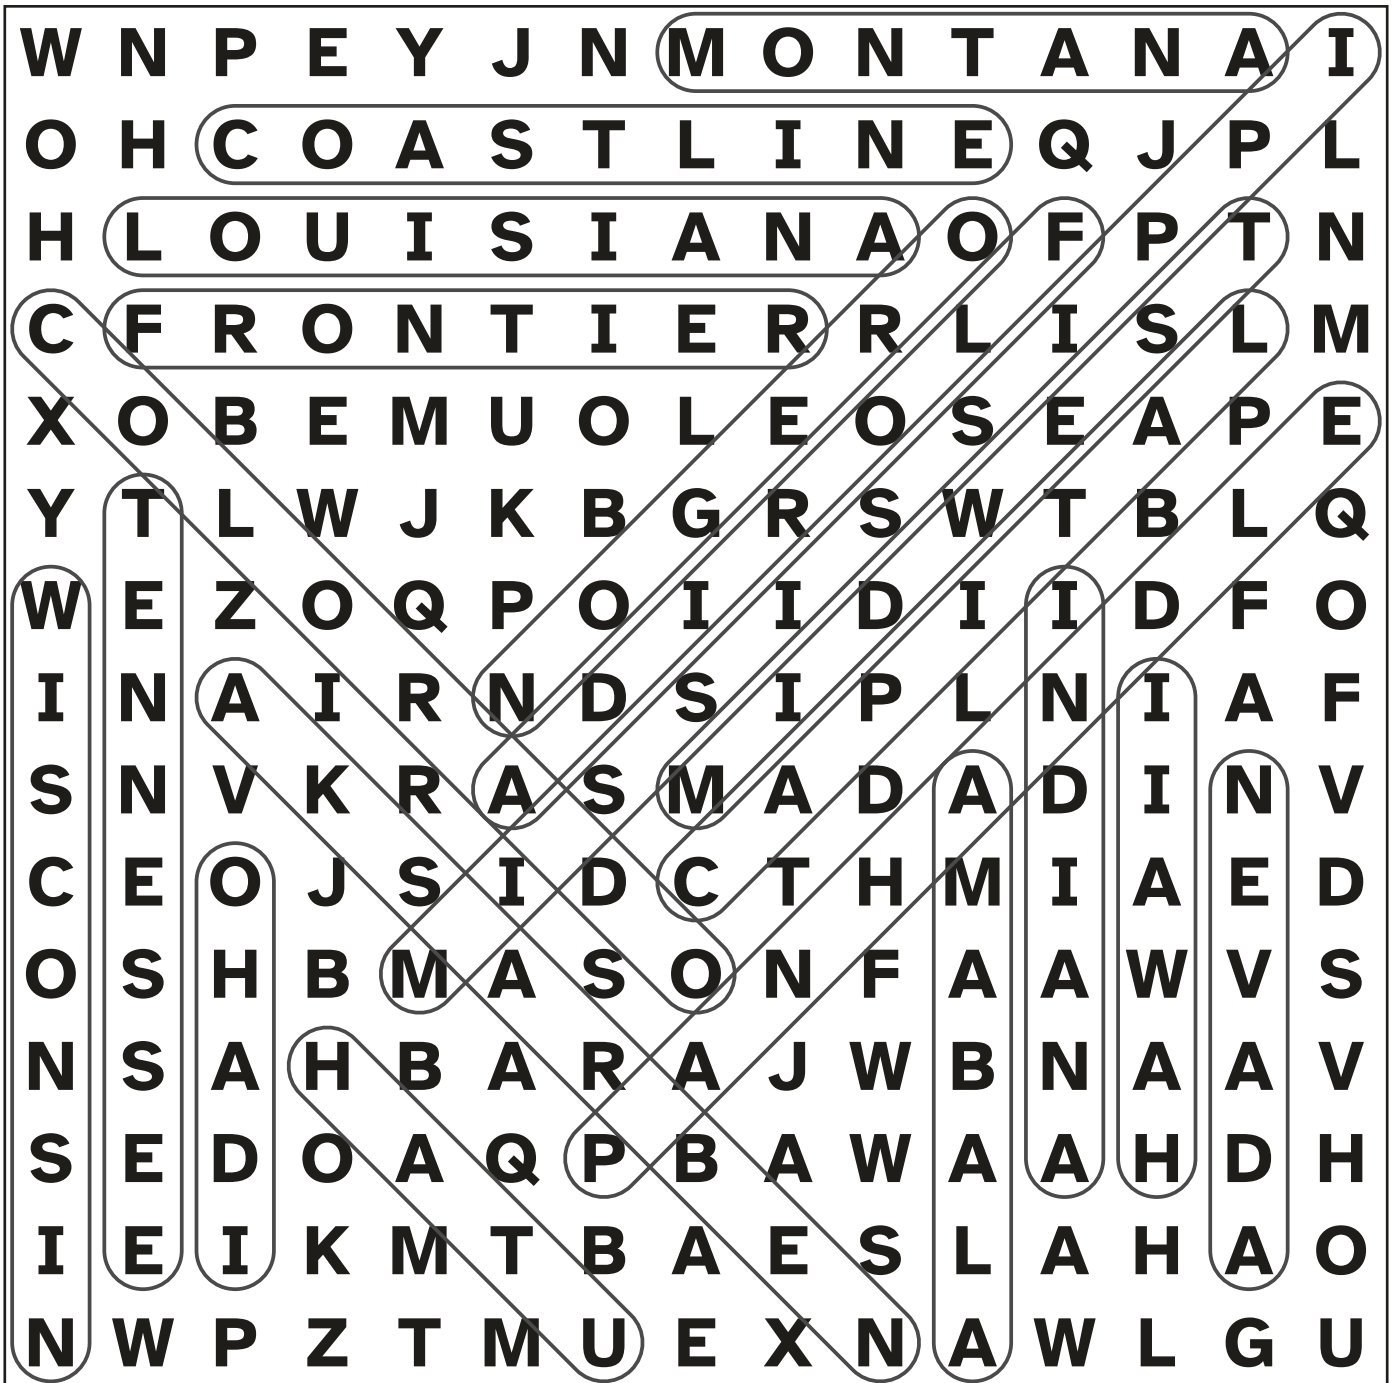 W N P E Y J N M O N T A N A I
O H C O A S T L I N E Q J P L
H L O U I S I A N A O F P T N
C F R O N T I E R R L I S L M
X O B E M U O L E O S E A P E
Y T L W J K B G R S W T B L Q
W E Z O Q P O I I D I I D F O
I N A I R N D S I P L N I A F
S N V K R A S M A D A D I N V
C E O J S I D C T H M I A E D
O S H B M A S O N F A A W V S
N S A H B A R A J W B N A A V
S E D O A Q P B A W A A H D H
I E I K M T B A E S L A H A O
N W P Z T M U E X N A W L G U